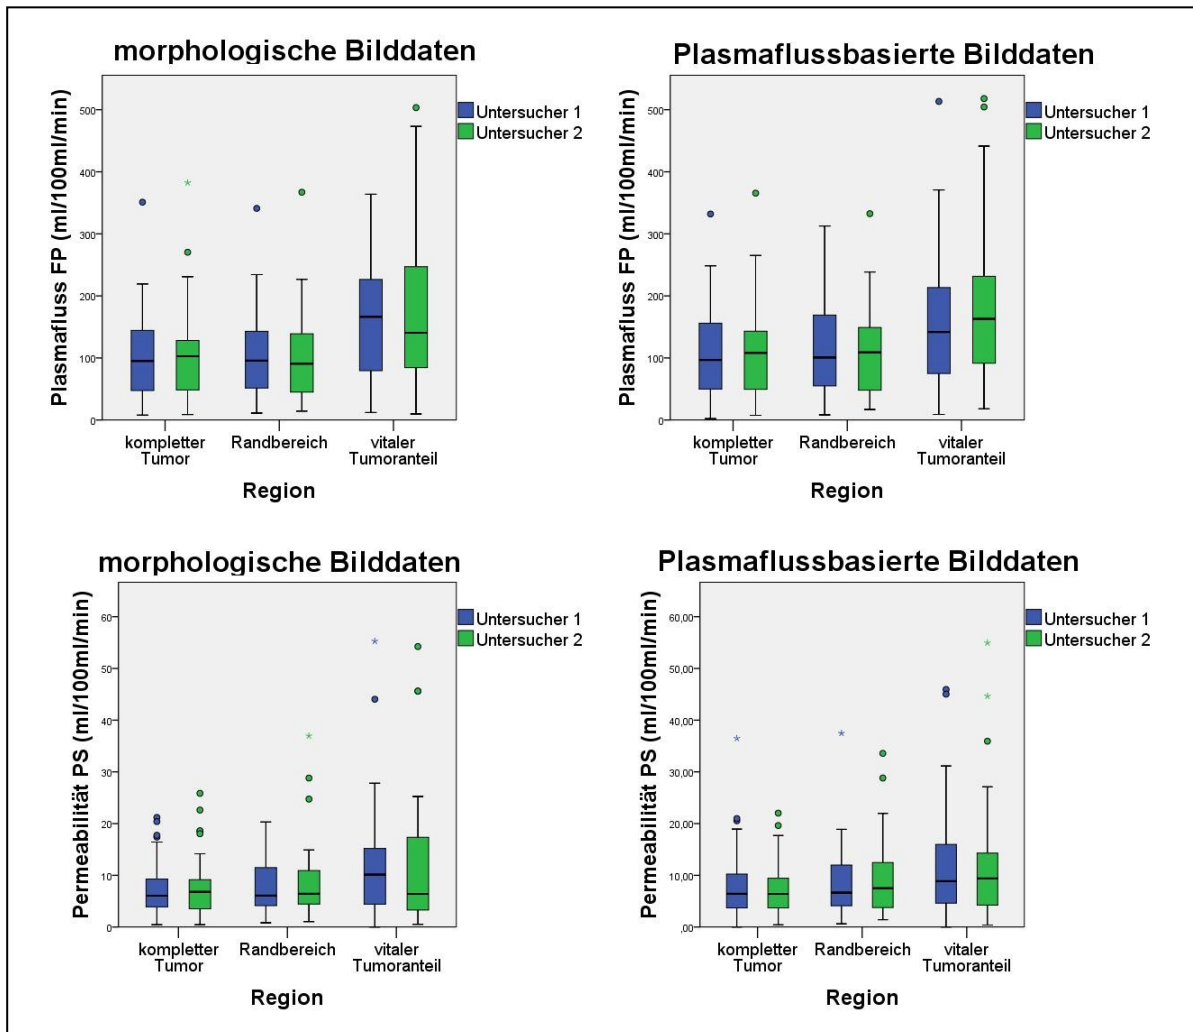 morphologische Bilddaten
Plasmafluss FP (ml/100ml/min)
500
400
300
200
100
0
Untersucher 1
Untersucher 2
kompletter Tumor
Randbereich
vitaler Tumoranteil
Region
Plasmaflussbasierte Bilddaten
Plasmafluss FP (ml/100ml/min)
500
400
300
200
100
0
Untersucher 1
Untersucher 2
kompletter Tumor
Randbereich
vitaler Tumoranteil
Region
morphologische Bilddaten
Permeabilität PS (ml/100ml/min)
60
50
40
30
20
10
0
Untersucher 1
Untersucher 2
kompletter Tumor
Randbereich
vitaler Tumoranteil
Region
Plasmaflussbasierte Bilddaten
Permeabilität PS (ml/100ml/min)
60,00
50,00
40,00
30,00
20,00
10,00
,00
Untersucher 1
Untersucher 2
kompletter Tumor
Randbereich
vitaler Tumoranteil
Region